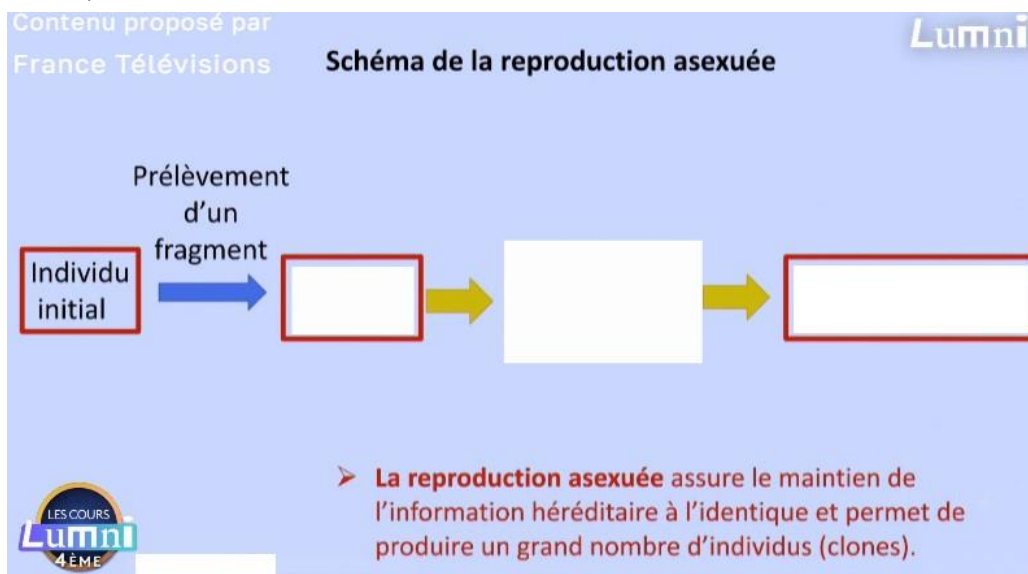 Contenu proposé par
France Télévisions
Lumni
Schéma de la reproduction asexuée
Prélèvement
d'un
fragment
Individu
initial
➤ La reproduction asexuée assure le maintien de
l'information héréditaire à l'identique et permet de
produire un grand nombre d'individus (clones).
LES COURS
Lumni
4ÈME